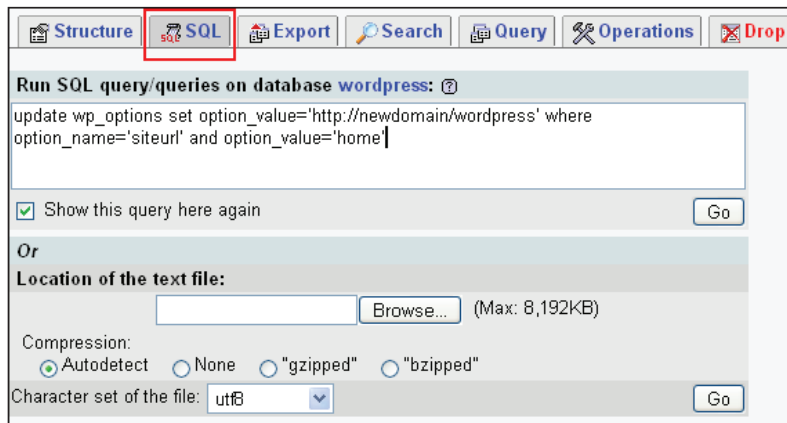 Structure SQL Export Search Query Operations Drop
Run SQL query/queries on database wordpress:
update wp_options set option_value='http://newdomain/wordpress' where
option_name='siteurl' and option_value='home'
Show this query here again Go
Or
Location of the text file:
Browse... (Max: 8,192KB)
Compression:
Autodetect None "gzipped" "bzipped"
Character set of the file: utf8 Go